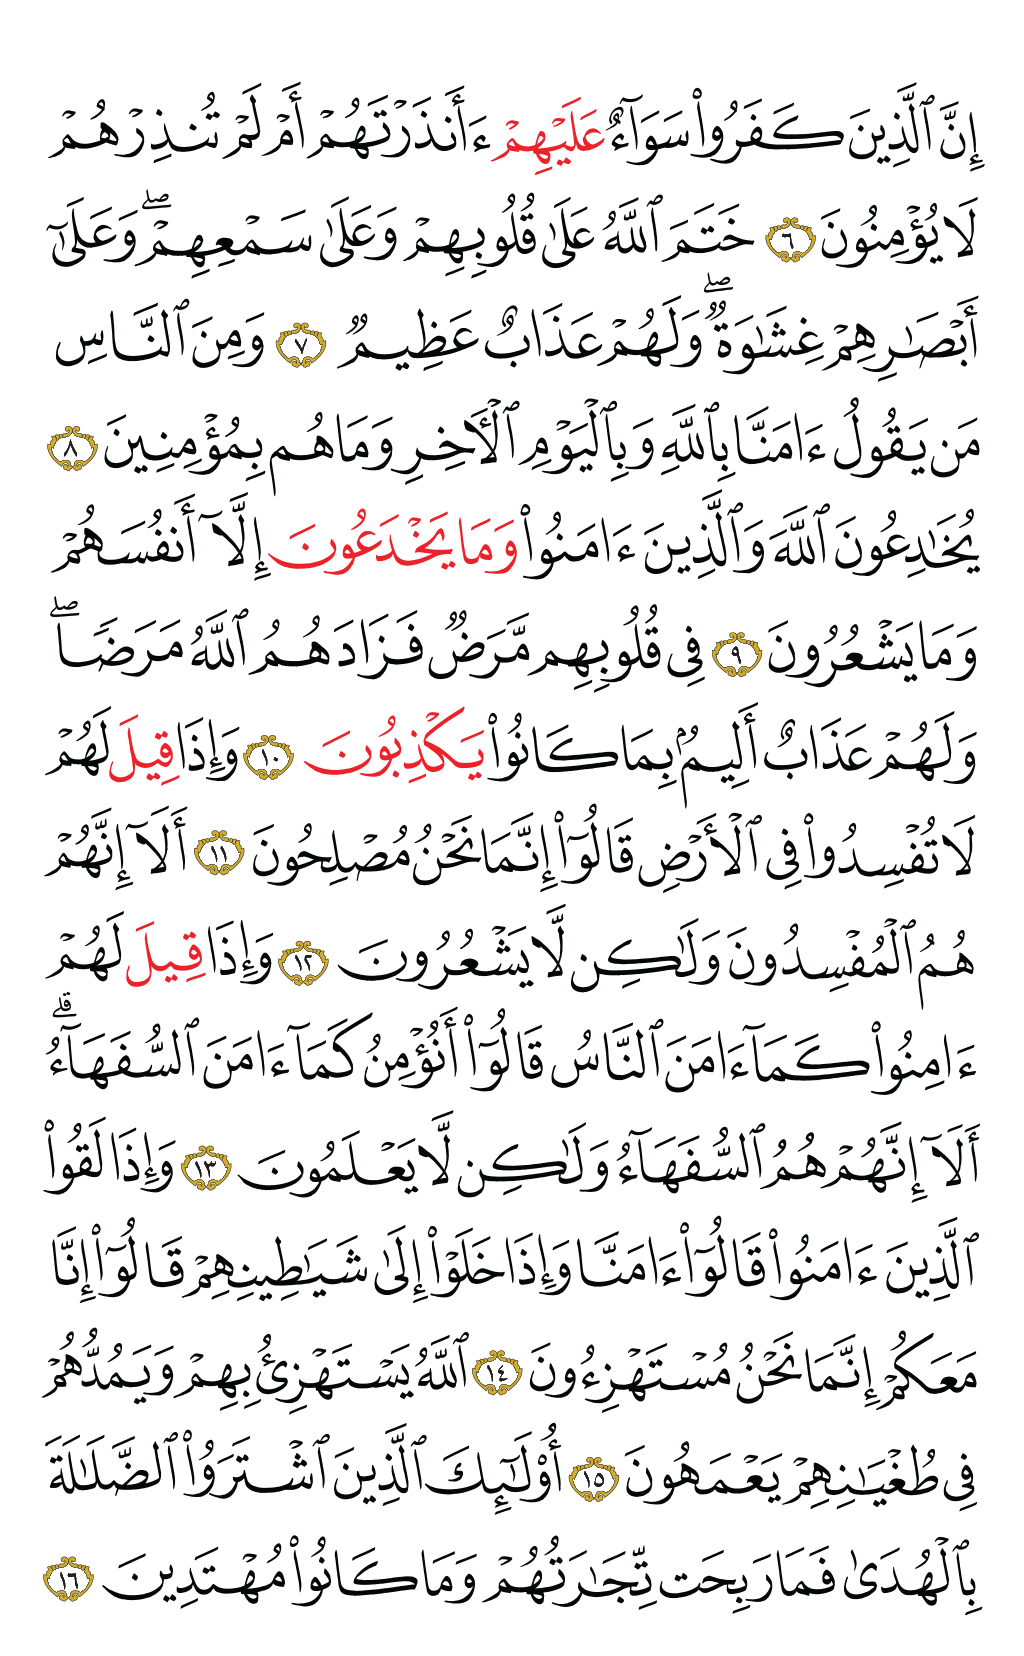 إِنَّ ٱلَّذِينَ كَفَرُوا۟ سَوَآءٌ عَلَيْهِمْ ءَأَنذَرْتَهُمْ أَمْ لَمْ تُنذِرْهُمْ
لَا يُؤْمِنُونَ ٦ خَتَمَ ٱللَّهُ عَلَىٰ قُلُوبِهِمْ وَعَلَىٰ سَمْعِهِمْۖ وَعَلَىٰٓ
أَبْصَـٰرِهِمْ غِشَـٰوَةٌۖ وَلَهُمْ عَذَابٌ عَظِيمٌ ٧ وَمِنَ ٱلنَّاسِ
مَن يَقُولُ ءَامَنَّا بِٱللَّهِ وَبِٱلْيَوْمِ ٱلْـَٔاخِرِ وَمَا هُم بِمُؤْمِنِينَ ٨
يُخَـٰدِعُونَ ٱللَّهَ وَٱلَّذِينَ ءَامَنُوا۟ وَمَا يَخْدَعُونَ إِلَّآ أَنفُسَهُمْ
وَمَا يَشْعُرُونَ ٩ فِى قُلُوبِهِم مَّرَضٌ فَزَادَهُمُ ٱللَّهُ مَرَضًاۖ
وَلَهُمْ عَذَابٌ أَلِيمٌۢ بِمَا كَانُوا۟ يَكْذِبُونَ ١٠ وَإِذَا قِيلَ لَهُمْ
لَا تُفْسِدُوا۟ فِى ٱلْأَرْضِ قَالُوٓا۟ إِنَّمَا نَحْنُ مُصْلِحُونَ ١١ أَلَآ إِنَّهُمْ
هُمُ ٱلْمُفْسِدُونَ وَلَـٰكِن لَّا يَشْعُرُونَ ١٢ وَإِذَا قِيلَ لَهُمْ
ءَامِنُوا۟ كَمَآ ءَامَنَ ٱلنَّاسُ قَالُوٓا۟ أَنُؤْمِنُ كَمَآ ءَامَنَ ٱلسُّفَهَآءُۗ
أَلَآ إِنَّهُمْ هُمُ ٱلسُّفَهَآءُ وَلَـٰكِن لَّا يَعْلَمُونَ ١٣ وَإِذَا لَقُوا۟
ٱلَّذِينَ ءَامَنُوا۟ قَالُوٓا۟ ءَامَنَّا وَإِذَا خَلَوْا۟ إِلَىٰ شَيَـٰطِينِهِمْ قَالُوٓا۟ إِنَّا
مَعَكُمْ إِنَّمَا نَحْنُ مُسْتَهْزِءُونَ ١٤ ٱللَّهُ يَسْتَهْزِئُ بِهِمْ وَيَمُدُّهُمْ
فِى طُغْيَـٰنِهِمْ يَعْمَهُونَ ١٥ أُو۟لَـٰٓئِكَ ٱلَّذِينَ ٱشْتَرَوُا۟ ٱلضَّلَـٰلَةَ
بِٱلْهُدَىٰ فَمَا رَبِحَت تِّجَـٰرَتُهُمْ وَمَا كَانُوا۟ مُهْتَدِينَ ١٦